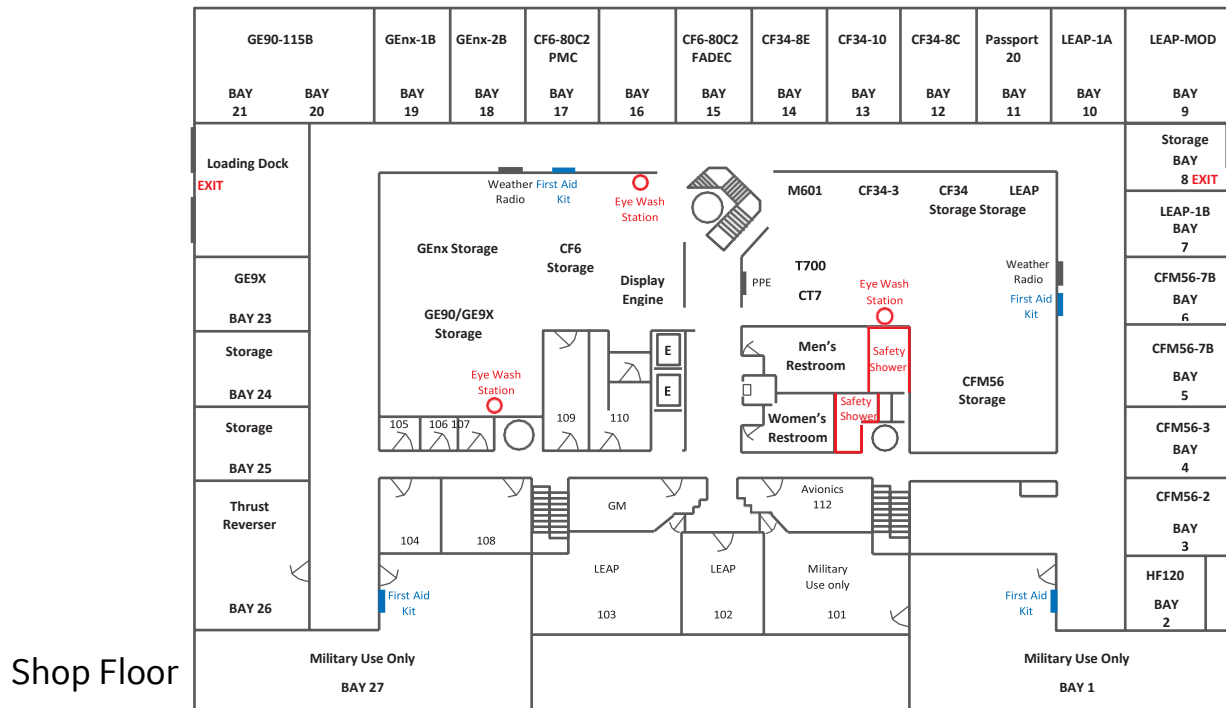 GE90-115B
GEnx-1B
GEnx-2B
CF6-80C2
PMC
CF6-80C2
FADEC
CF34-8E
CF34-10
CF34-8C
Passport
20
LEAP-1A
LEAP-MOD
BAY
21
BAY
20
BAY
19
BAY
18
BAY
17
BAY
16
BAY
15
BAY
14
BAY
13
BAY
12
BAY
11
BAY
10
BAY
9
Loading Dock
EXIT
Storage
BAY
8 EXIT
Weather
Radio
First Aid
Kit
Eye Wash
Station
M601
CF34-3
CF34
Storage
LEAP
Storage
LEAP-1B
BAY
7
GEnx Storage
CF6
Storage
Display
Engine
PPE
T700
CT7
Eye Wash
Station
Weather
Radio
First Aid
Kit
GE9X
BAY 23
CFM56-7B
BAY
6
GE90/GE9X
Storage
Storage
BAY 24
E
E
Men's
Restroom
Safety
Shower
CFM56-7B
BAY
5
Eye Wash
Station
CFM56
Storage
Women's
Restroom
Safety
Shower
105
106
107
109
110
Storage
BAY 25
CFM56-3
BAY
4
Thrust
Reverser
BAY 26
104
108
GM
Avionics
112
CFM56-2
BAY
3
First Aid
Kit
LEAP
103
LEAP
102
Military
Use only
101
First Aid
Kit
HF120
BAY
2
Shop Floor
Military Use Only
BAY 27
Military Use Only
BAY 1